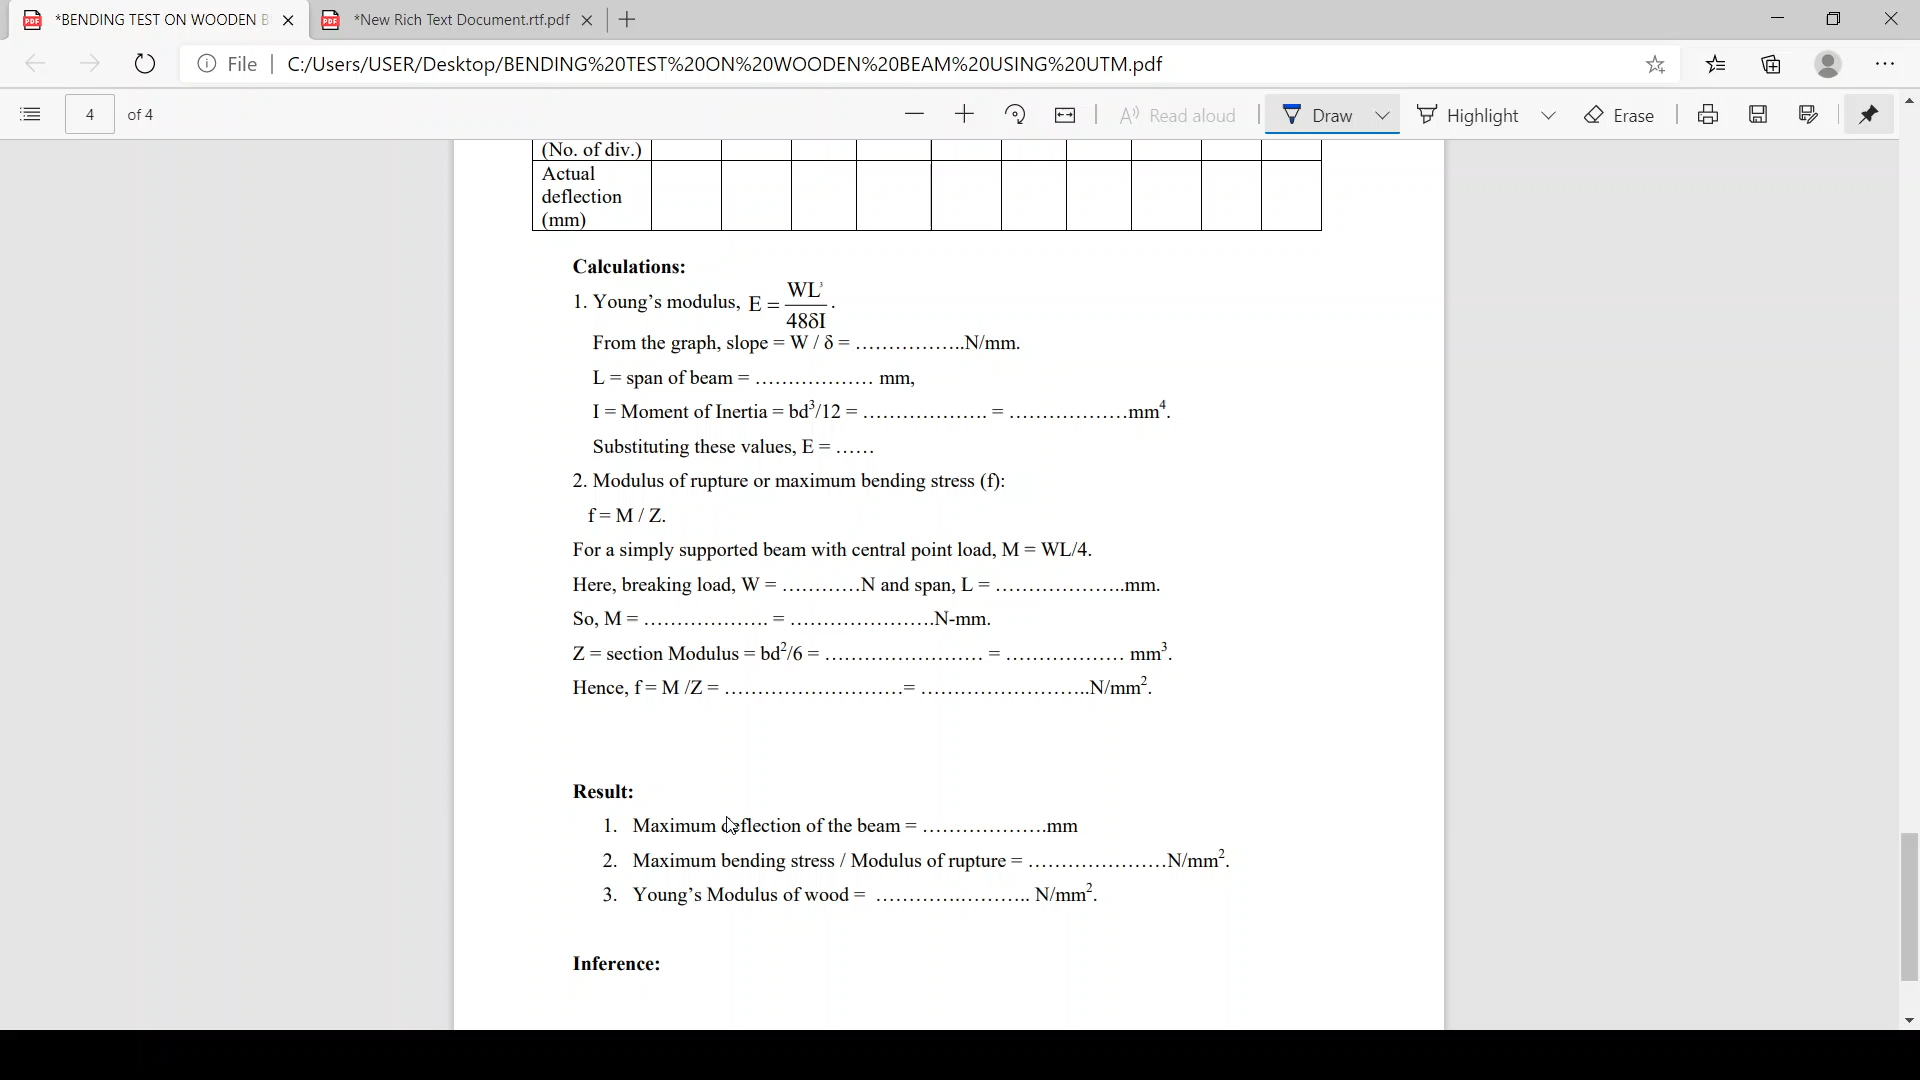 *BENDING TEST ON WOODEN B
*New Rich Text Document.rtf.pdf
File
C:/Users/USER/Desktop/BENDING%20TEST%20ON%20WOODEN%20BEAM%20USING%20UTM.pdf
4 of 4
Read aloud
Draw
Highlight
Erase
(No. of div.)
Actual
deflection
(mm)
Calculations:
1. Young's modulus, E = WL³/48δI.
From the graph, slope = W / δ = ……………..N/mm.
L = span of beam = ……………… mm,
I = Moment of Inertia = bd³/12 = ………………. = ………………mm⁴.
Substituting these values, E = ……
2. Modulus of rupture or maximum bending stress (f):
f = M / Z.
For a simply supported beam with central point load, M = WL/4.
Here, breaking load, W = …………N and span, L = ………………..mm.
So, M = ………………. = ………………….N-mm.
Z = section Modulus = bd²/6 = …………………… = ……………… mm³.
Hence, f = M /Z = ………………………= ……………………..N/mm².
Result:
1. Maximum deflection of the beam = ……………….mm
2. Maximum bending stress / Modulus of rupture = …………………N/mm².
3. Young's Modulus of wood = ………….……….. N/mm².
Inference: